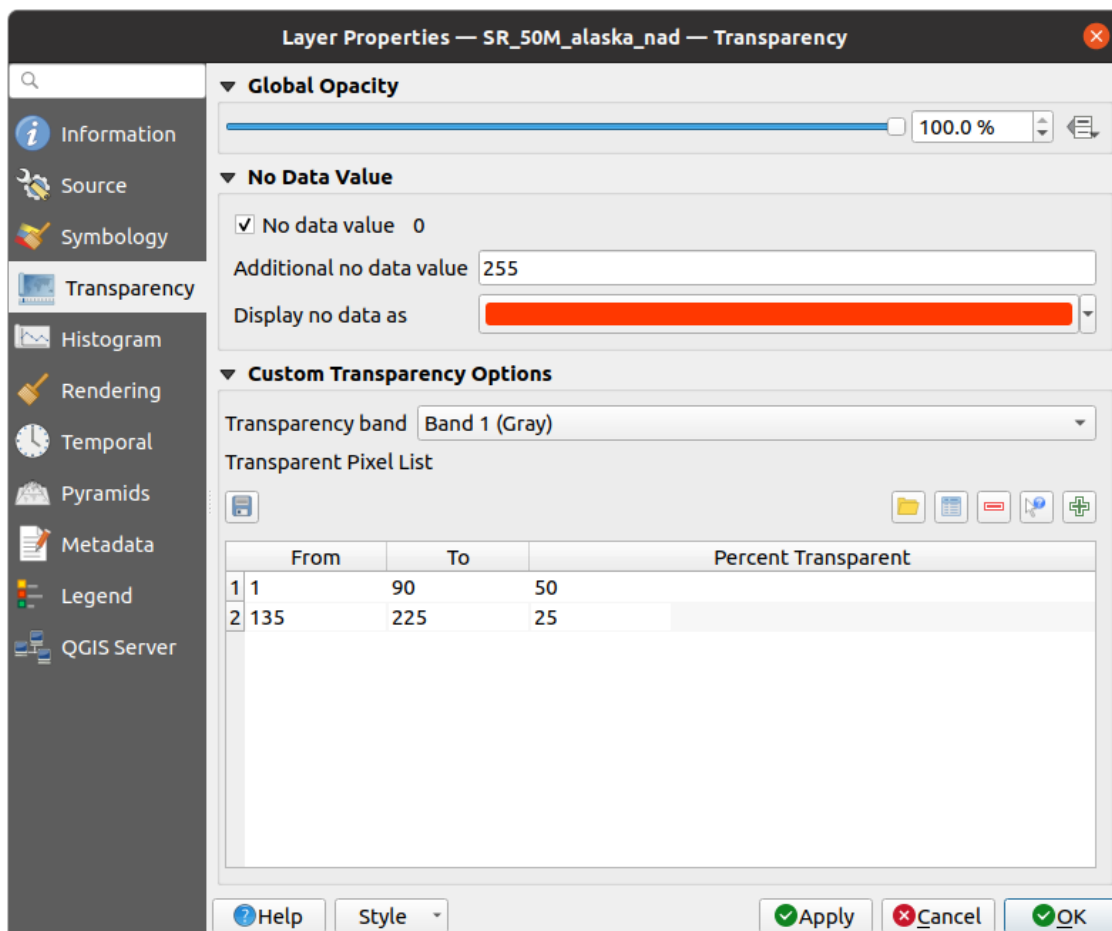 Layer Properties — SR_50M_alaska_nad — Transparency
Information
Source
Symbology
Transparency
Histogram
Rendering
Temporal
Pyramids
Metadata
Legend
QGIS Server
Global Opacity
100.0 %
No Data Value
No data value 0
Additional no data value 255
Display no data as
Custom Transparency Options
Transparency band Band 1 (Gray)
Transparent Pixel List
From To Percent Transparent
1 1 90 50
2 135 225 25
Help Style Apply Cancel OK